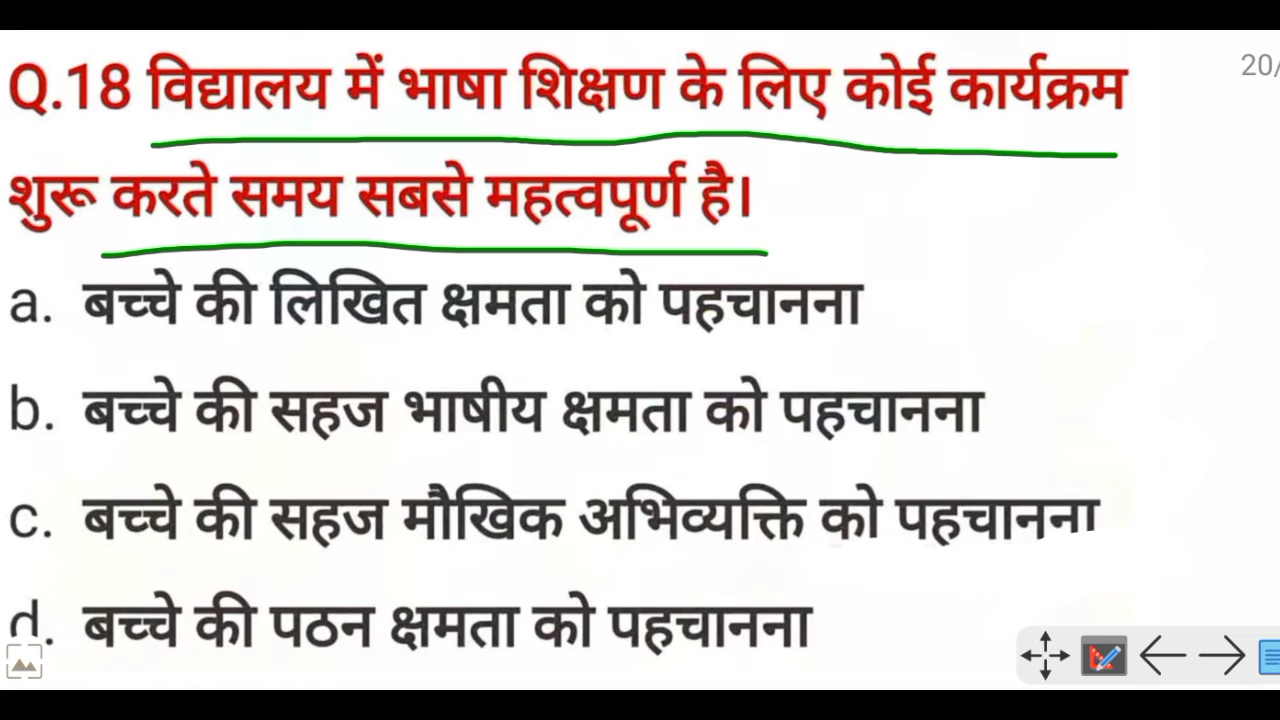 Q.18 विद्यालय में भाषा शिक्षण के लिए कोई कार्यक्रम
20/
शुरू करते समय सबसे महत्वपूर्ण है।
a. बच्चे की लिखित क्षमता को पहचानना
b. बच्चे की सहज भाषीय क्षमता को पहचानना
c. बच्चे की सहज मौखिक अभिव्यक्ति को पहचानना
d. बच्चे की पठन क्षमता को पहचानना